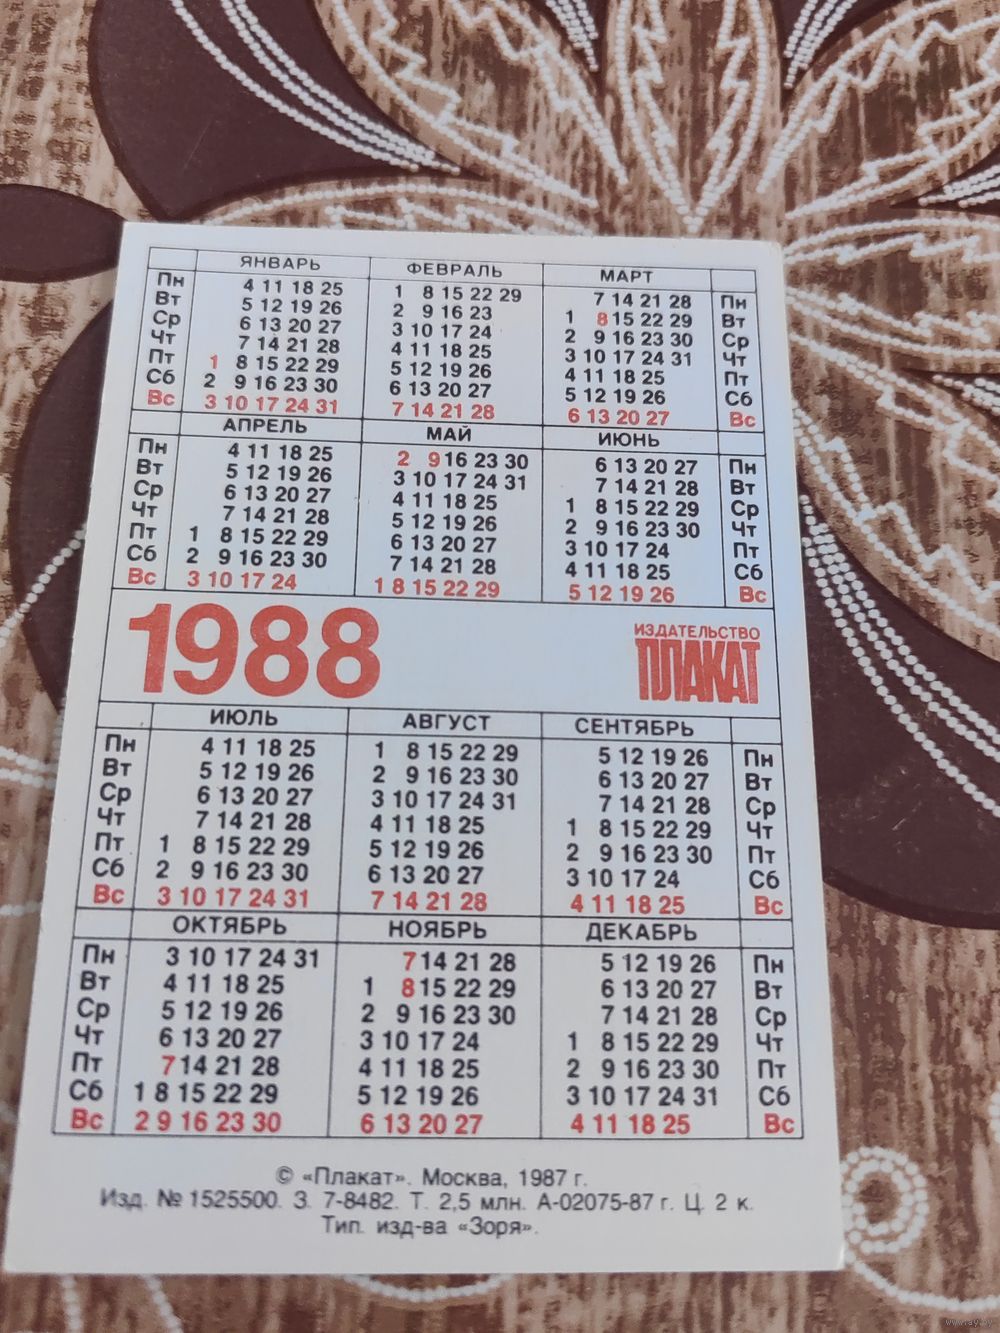 ЯНВАРЬ ФЕВРАЛЬ МАРТ
Пн 4 11 18 25 1 8 15 22 29 7 14 21 28 Пн
Вт 5 12 19 26 2 9 16 23 1 8 15 22 29 Вт
Ср 6 13 20 27 3 10 17 24 2 9 16 23 30 Ср
Чт 7 14 21 28 4 11 18 25 3 10 17 24 31 Чт
Пт 1 8 15 22 29 5 12 19 26 4 11 18 25 Пт
Сб 2 9 16 23 30 6 13 20 27 5 12 19 26 Сб
Вс 3 10 17 24 31 7 14 21 28 6 13 20 27 Вс
АПРЕЛЬ МАЙ ИЮНЬ
Пн 4 11 18 25 2 9 16 23 30 6 13 20 27 Пн
Вт 5 12 19 26 3 10 17 24 31 7 14 21 28 Вт
Ср 6 13 20 27 4 11 18 25 1 8 15 22 29 Ср
Чт 7 14 21 28 5 12 19 26 2 9 16 23 30 Чт
Пт 1 8 15 22 29 6 13 20 27 3 10 17 24 Пт
Сб 2 9 16 23 30 7 14 21 28 4 11 18 25 Сб
Вс 3 10 17 24 1 8 15 22 29 5 12 19 26 Вс
1988 ИЗДАТЕЛЬСТВО
ПЛАКАТ
ИЮЛЬ АВГУСТ СЕНТЯБРЬ
Пн 4 11 18 25 1 8 15 22 29 5 12 19 26 Пн
Вт 5 12 19 26 2 9 16 23 30 6 13 20 27 Вт
Ср 6 13 20 27 3 10 17 24 31 7 14 21 28 Ср
Чт 7 14 21 28 4 11 18 25 1 8 15 22 29 Чт
Пт 1 8 15 22 29 5 12 19 26 2 9 16 23 30 Пт
Сб 2 9 16 23 30 6 13 20 27 3 10 17 24 Сб
Вс 3 10 17 24 31 7 14 21 28 4 11 18 25 Вс
ОКТЯБРЬ НОЯБРЬ ДЕКАБРЬ
Пн 3 10 17 24 31 7 14 21 28 5 12 19 26 Пн
Вт 4 11 18 25 1 8 15 22 29 6 13 20 27 Вт
Ср 5 12 19 26 2 9 16 23 30 7 14 21 28 Ср
Чт 6 13 20 27 3 10 17 24 1 8 15 22 29 Чт
Пт 7 14 21 28 4 11 18 25 2 9 16 23 30 Пт
Сб 1 8 15 22 29 5 12 19 26 3 10 17 24 31 Сб
Вс 2 9 16 23 30 6 13 20 27 4 11 18 25 Вс
© «Плакат». Москва, 1987 г.
Изд. № 1525500. З. 7-8482. Т. 2,5 млн. А-02075-87 г. Ц. 2 к.
Тип. изд-ва «Зоря».
www.ay.by